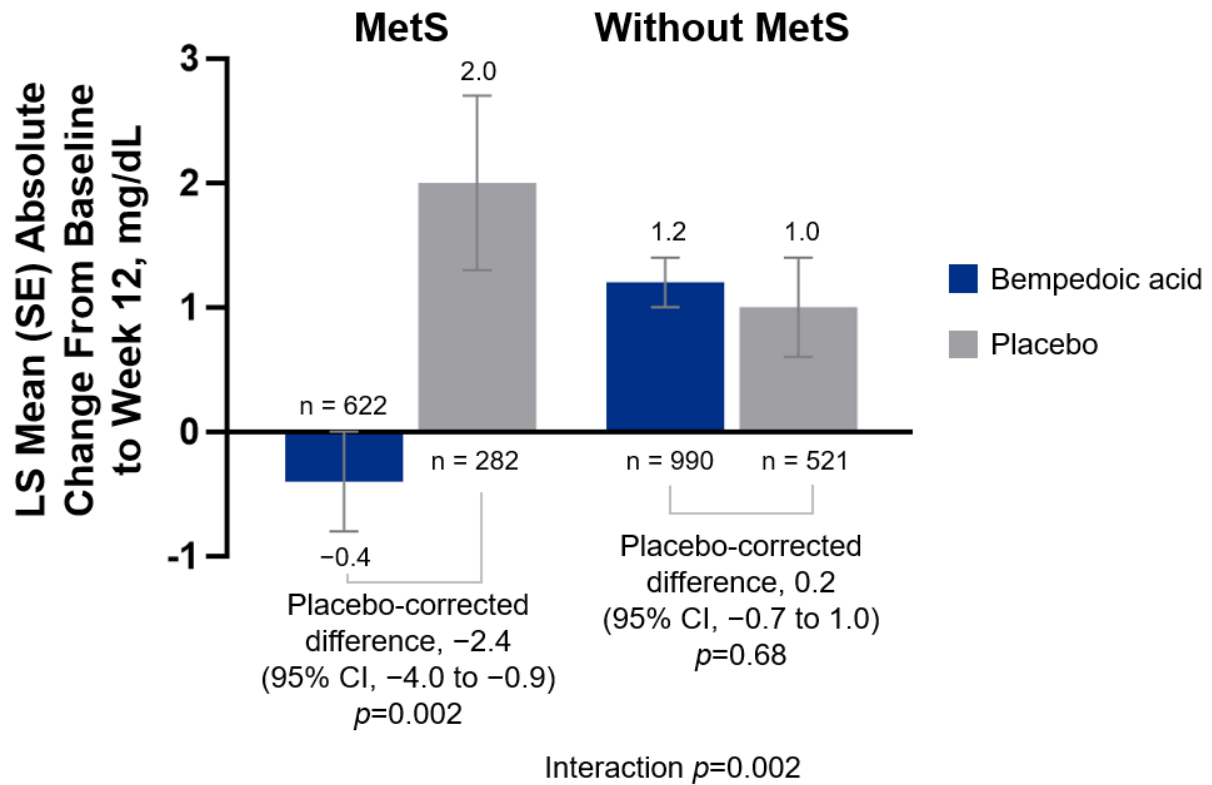 MetS
Without MetS
LS Mean (SE) Absolute
Change From Baseline
to Week 12, mg/dL
3
2
1
0
-1
2.0
1.2
1.0
n = 622
n = 282
n = 990
n = 521
−0.4
Bempedoic acid
Placebo
Placebo-corrected
difference, −2.4
(95% CI, −4.0 to −0.9)
p=0.002
Placebo-corrected
difference, 0.2
(95% CI, −0.7 to 1.0)
p=0.68
Interaction p=0.002